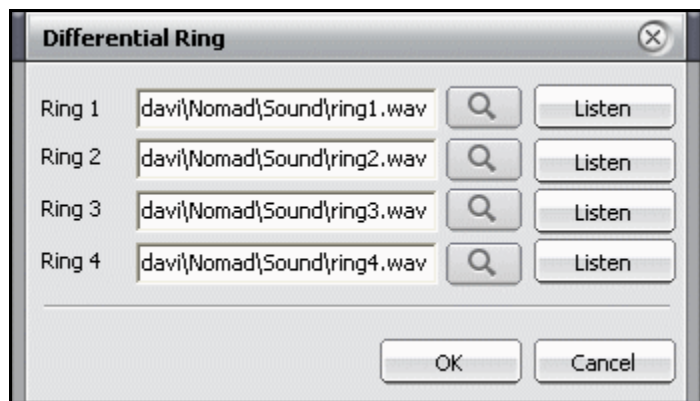 Differential Ring
Ring 1 davi\Nomad\Sound\ring1.wav Listen
Ring 2 davi\Nomad\Sound\ring2.wav Listen
Ring 3 davi\Nomad\Sound\ring3.wav Listen
Ring 4 davi\Nomad\Sound\ring4.wav Listen
OK Cancel